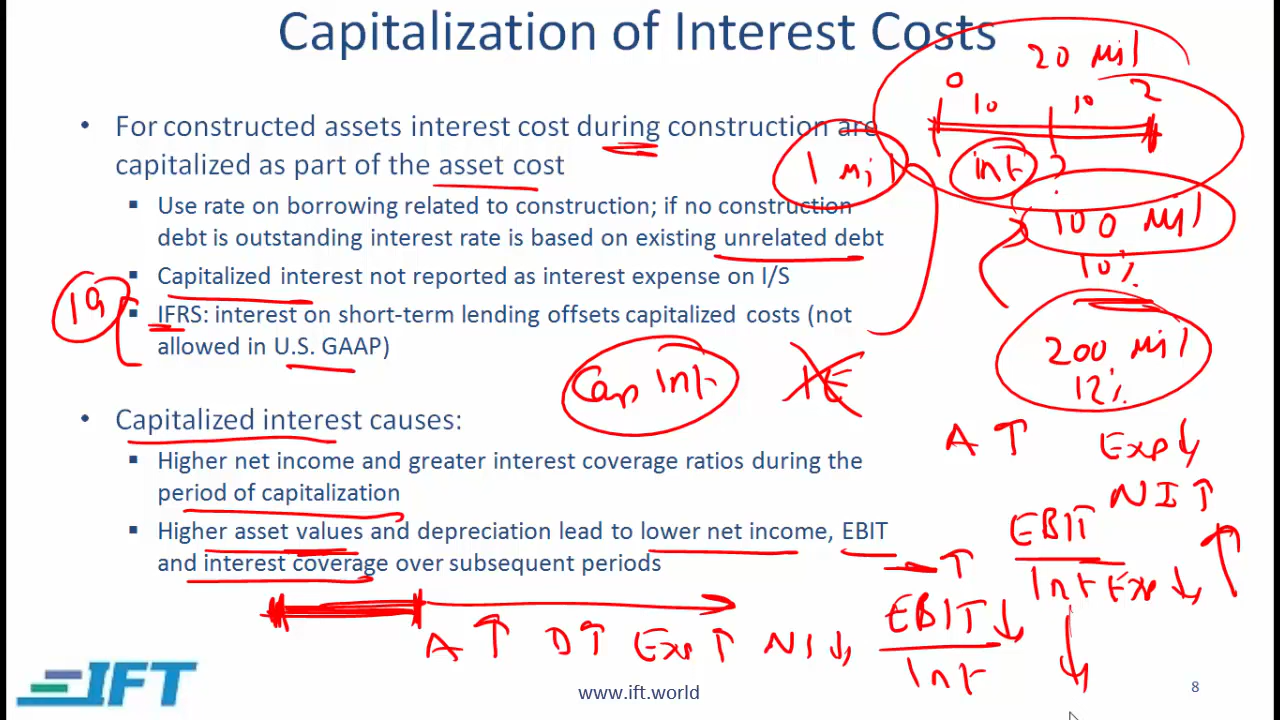 Capitalization of Interest Costs
• For constructed assets interest cost during construction are
capitalized as part of the asset cost
▪ Use rate on borrowing related to construction; if no construction
debt is outstanding interest rate is based on existing unrelated debt
▪ Capitalized interest not reported as interest expense on I/S
▪ IFRS: interest on short-term lending offsets capitalized costs (not
allowed in U.S. GAAP)
• Capitalized interest causes:
▪ Higher net income and greater interest coverage ratios during the
period of capitalization
▪ Higher asset values and depreciation lead to lower net income, EBIT
and interest coverage over subsequent periods
20 mil
0 10 10 2
1 mil
int ?
100 mil
10%
200 mil
12%
19
Cap Int IE
A ↑ Exp ↓
NI ↑
EBIT ↑
Int Exp ↓
A ↑ D ↑ Exp ↑ NI ↓
EBIT ↓
Int
IFT
www.ift.world
8